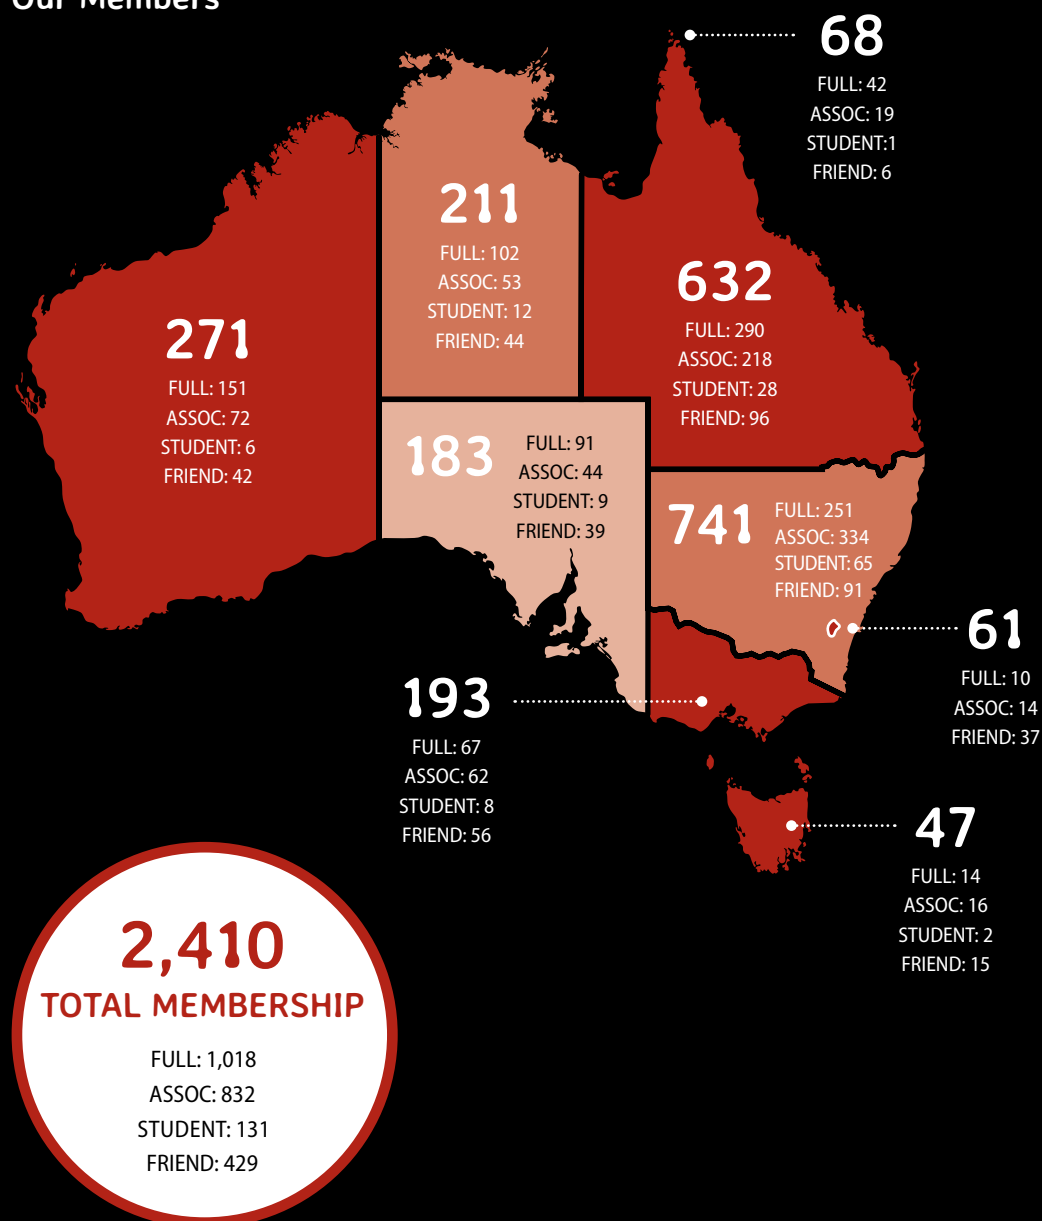 Our Members
68
FULL: 42
ASSOC: 19
STUDENT:1
FRIEND: 6
211
FULL: 102
ASSOC: 53
STUDENT: 12
FRIEND: 44
632
FULL: 290
ASSOC: 218
STUDENT: 28
FRIEND: 96
271
FULL: 151
ASSOC: 72
STUDENT: 6
FRIEND: 42
183
FULL: 91
ASSOC: 44
STUDENT: 9
FRIEND: 39
741
FULL: 251
ASSOC: 334
STUDENT: 65
FRIEND: 91
61
FULL: 10
ASSOC: 14
FRIEND: 37
193
FULL: 67
ASSOC: 62
STUDENT: 8
FRIEND: 56
47
FULL: 14
ASSOC: 16
STUDENT: 2
FRIEND: 15
2,410
TOTAL MEMBERSHIP
FULL: 1,018
ASSOC: 832
STUDENT: 131
FRIEND: 429